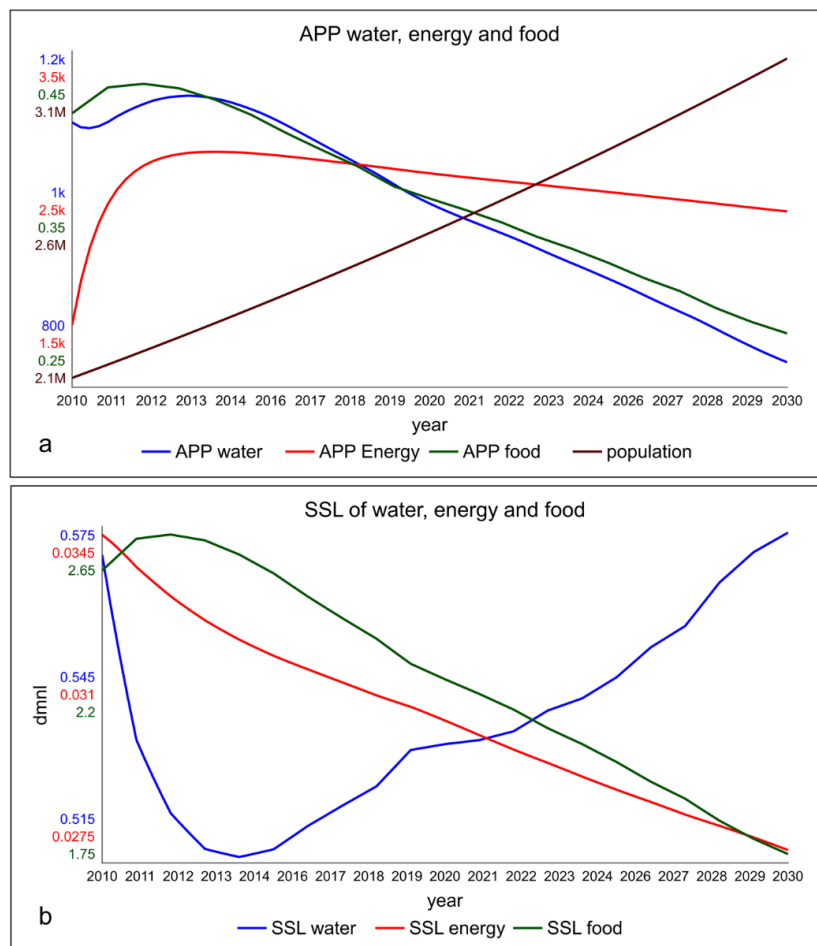 APP water, energy and food
1.2k
3.5k
0.45
3.1M
1k
2.5k
0.35
2.6M
800
1.5k
0.25
2.1M
2010 2011 2012 2013 2014 2016 2017 2018 2019 2020 2021 2022 2023 2024 2026 2027 2028 2029 2030
year
a
APP water APP Energy APP food population
SSL of water, energy and food
0.575
0.0345
2.65
0.545
0.031
2.2
dmnl
0.515
0.0275
1.75
2010 2011 2012 2013 2014 2016 2017 2018 2019 2020 2021 2022 2023 2024 2026 2027 2028 2029 2030
year
b
SSL water SSL energy SSL food